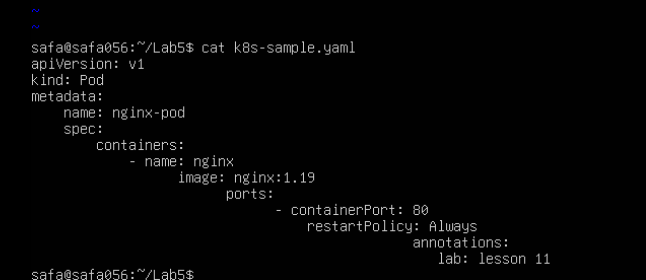 ~
~
safa@safa056:~/Lab5$ cat k8s-sample.yaml
apiVersion: v1
kind: Pod
metadata:
    name: nginx-pod
    spec:
        containers:
            - name: nginx
                  image: nginx:1.19
                        ports:
                              - containerPort: 80
                                  restartPolicy: Always
                                               annotations:
                                                  lab: lesson 11
safa@safa056:~/Lab5$